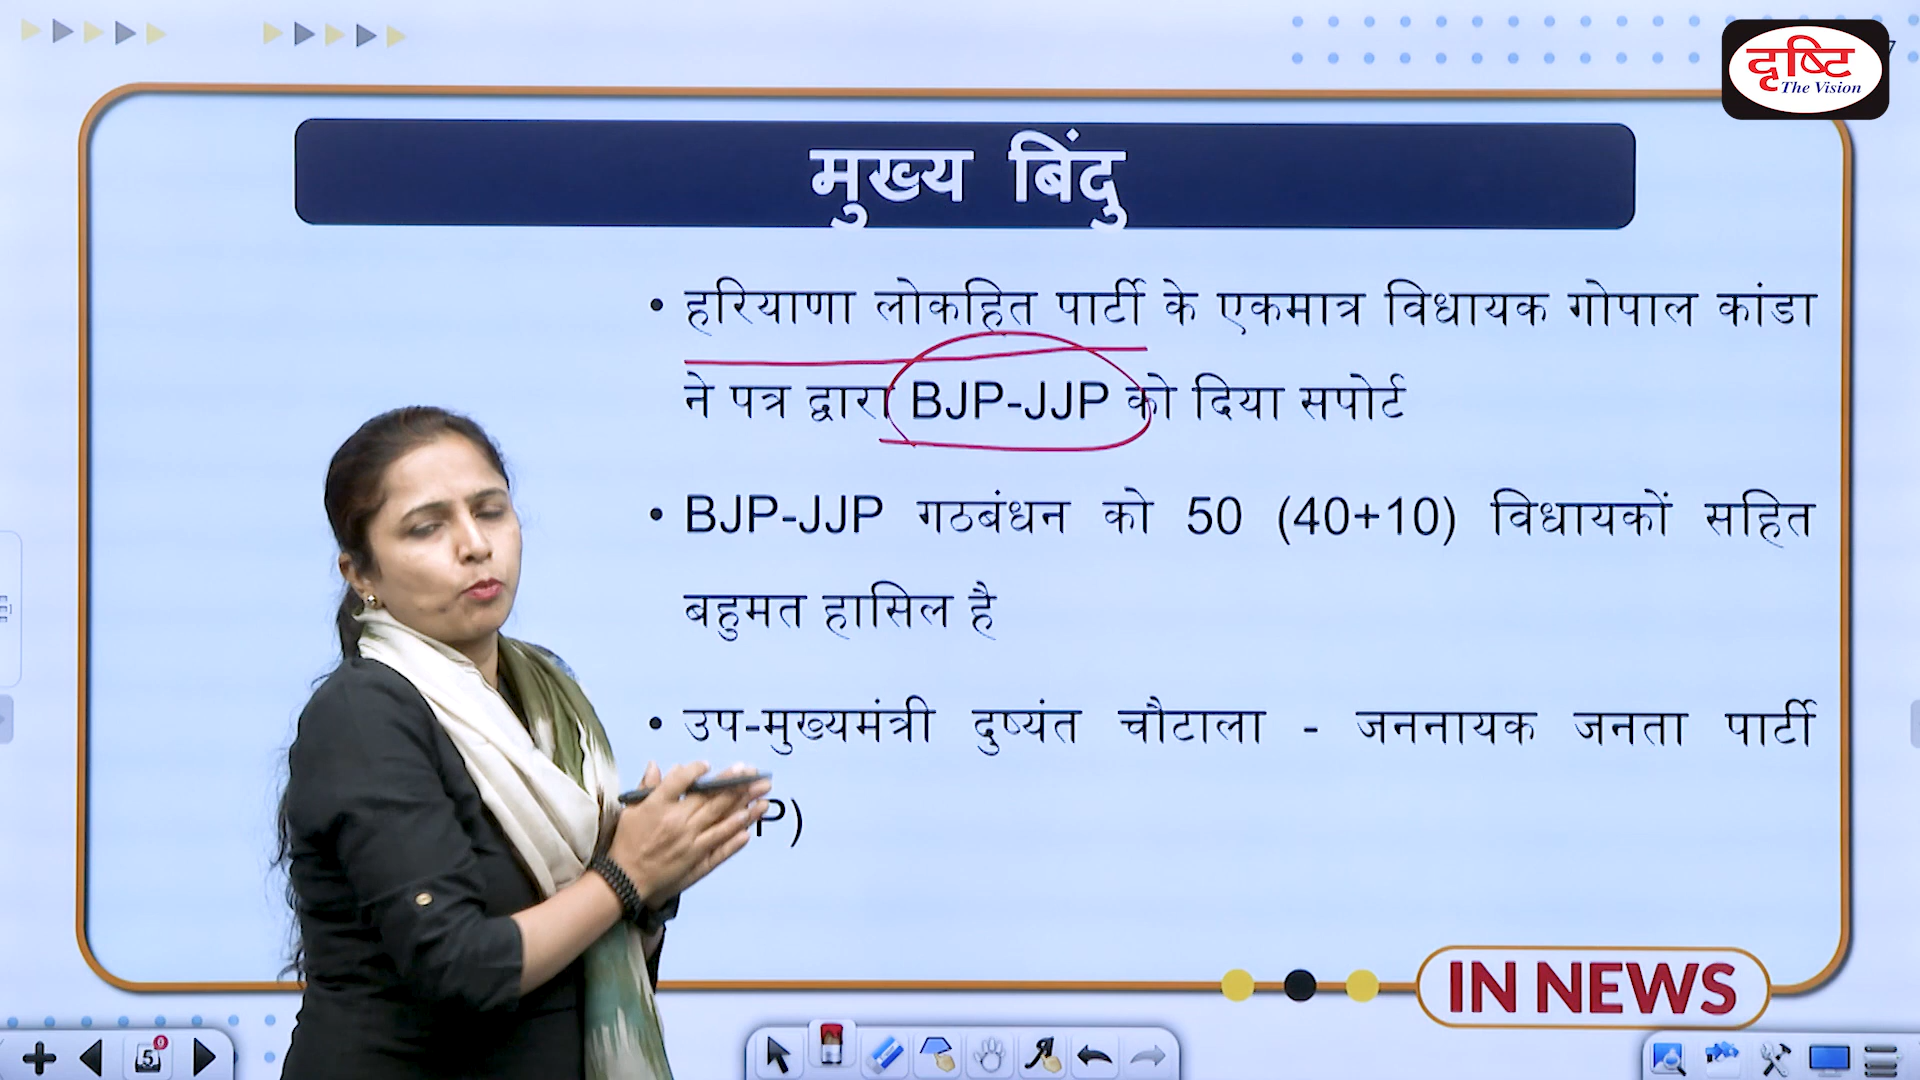 दृष्टि
The Vision
7
मुख्य बिंदु
• हरियाणा लोकहित पार्टी के एकमात्र विधायक गोपाल कांडा
ने पत्र द्वारा BJP-JJP को दिया सपोर्ट
• BJP-JJP गठबंधन को 50 (40+10) विधायकों सहित
बहुमत हासिल है
• उप-मुख्यमंत्री दुष्यंत चौटाला - जननायक जनता पार्टी
P)
IN NEWS
5